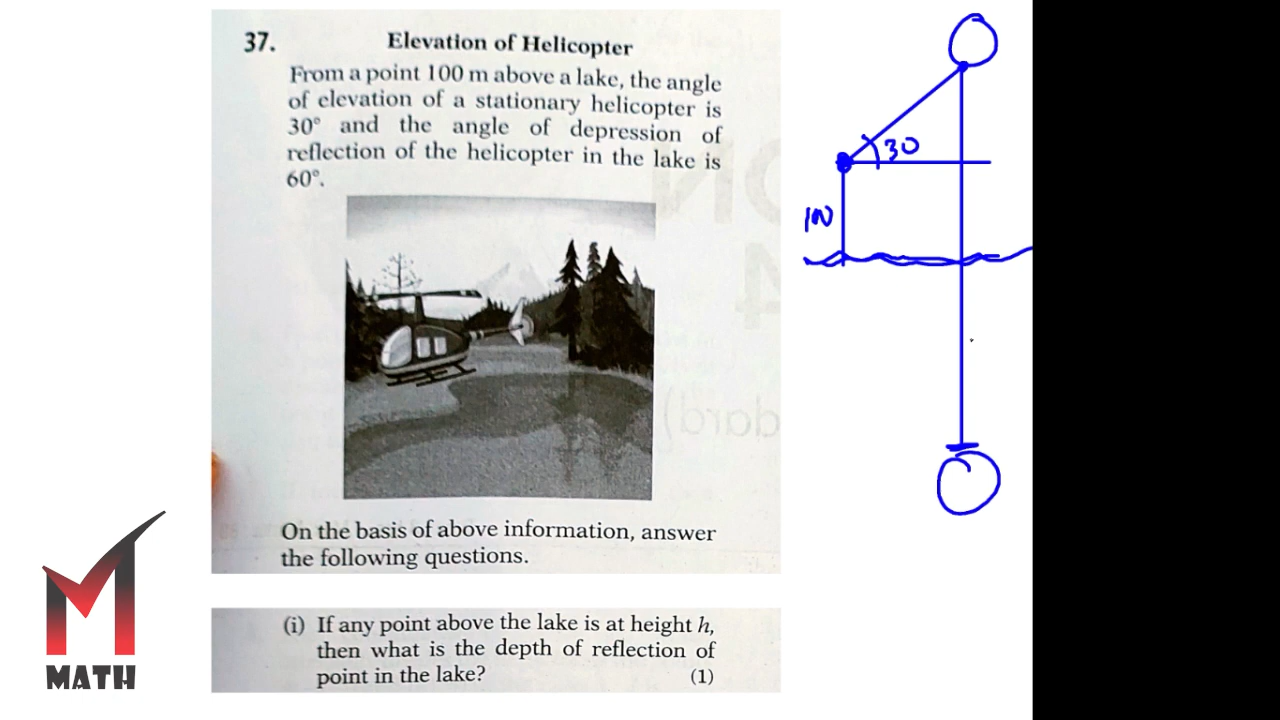 37. Elevation of Helicopter
From a point 100 m above a lake, the angle
of elevation of a stationary helicopter is
30° and the angle of depression of
reflection of the helicopter in the lake is
60°.
30
100
On the basis of above information, answer
the following questions.
(i) If any point above the lake is at height h,
then what is the depth of reflection of
point in the lake? (1)
MATH